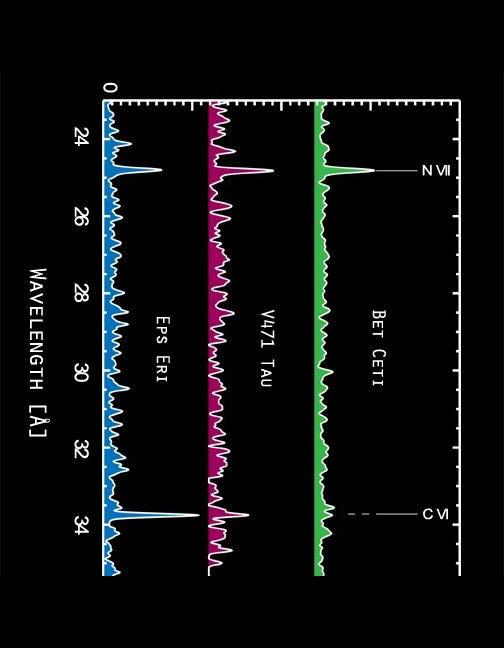 0
24
26
28
30
32
34
WAVELENGTH [Å]
EPS ERI
V471 TAU
BET CETI
N VII
C VI